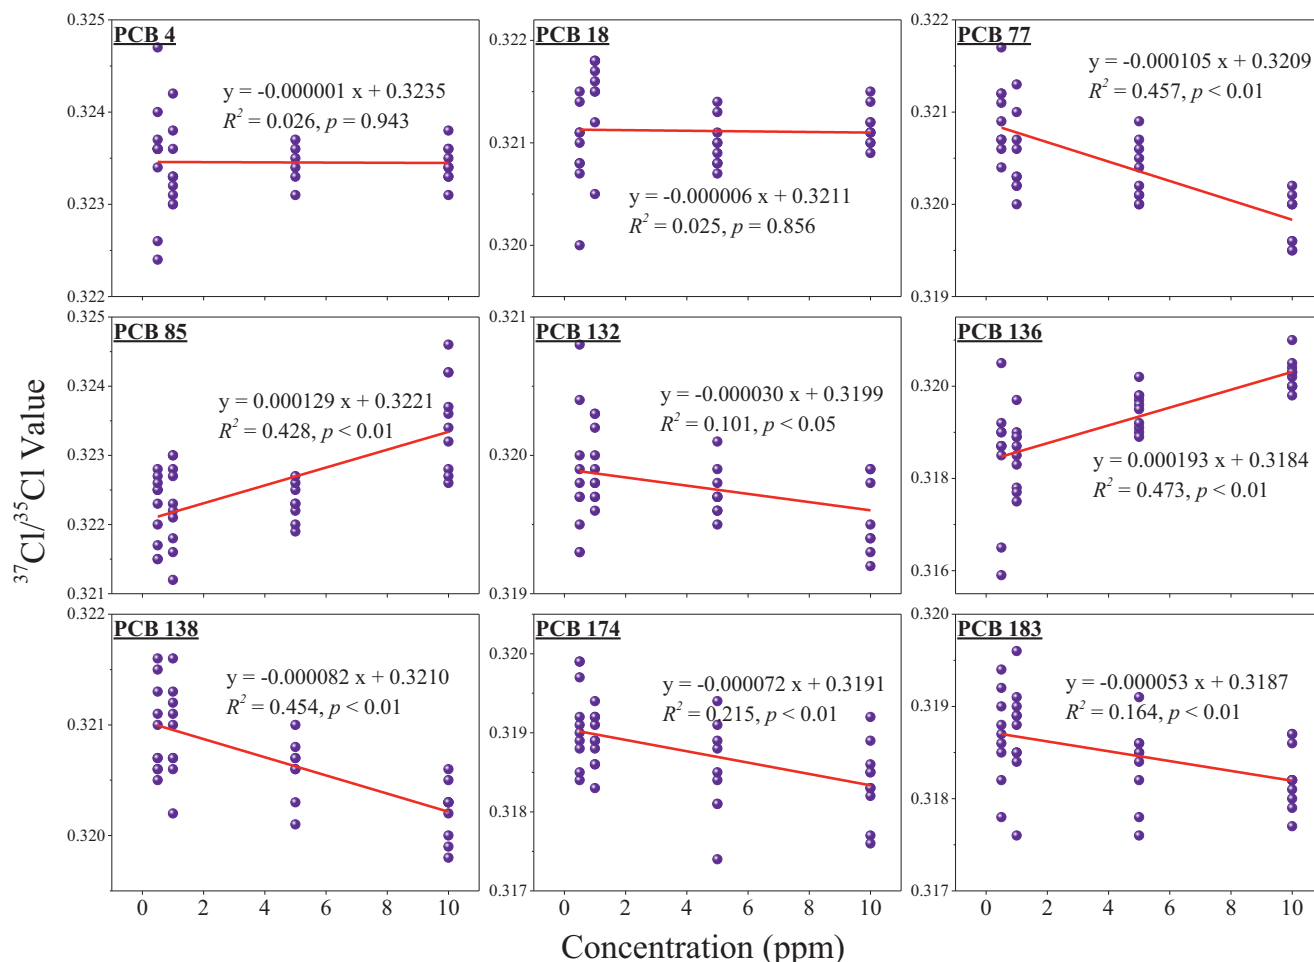 PCB 4
y = -0.000001 x + 0.3235
R² = 0.026, p = 0.943
0.325
0.324
0.323
0.322
PCB 18
y = -0.000006 x + 0.3211
R² = 0.025, p = 0.856
0.322
0.321
0.320
PCB 77
y = -0.000105 x + 0.3209
R² = 0.457, p < 0.01
0.322
0.321
0.320
0.319
PCB 85
y = 0.000129 x + 0.3221
R² = 0.428, p < 0.01
0.325
0.324
0.323
0.322
0.321
PCB 132
y = -0.000030 x + 0.3199
R² = 0.101, p < 0.05
0.321
0.320
0.319
PCB 136
y = 0.000193 x + 0.3184
R² = 0.473, p < 0.01
0.320
0.318
0.316
PCB 138
y = -0.000082 x + 0.3210
R² = 0.454, p < 0.01
0.322
0.321
0.320
0 2 4 6 8 10
PCB 174
y = -0.000072 x + 0.3191
R² = 0.215, p < 0.01
0.320
0.319
0.318
0.317
0 2 4 6 8 10
PCB 183
y = -0.000053 x + 0.3187
R² = 0.164, p < 0.01
0.320
0.319
0.318
0.317
0 2 4 6 8 10
³⁷Cl/³⁵Cl Value
Concentration (ppm)